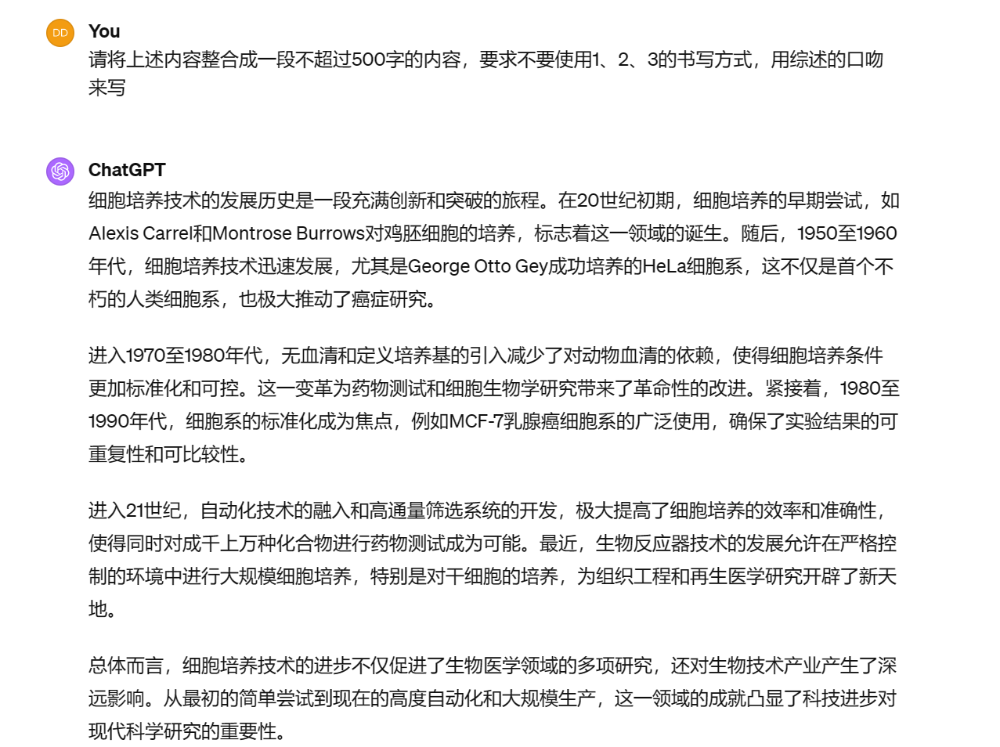 DD
You
请将上述内容整合成一段不超过500字的内容，要求不要使用1、2、3的书写方式，用综述的口吻
来写
ChatGPT
细胞培养技术的发展历史是一段充满创新和突破的旅程。在20世纪初期，细胞培养的早期尝试，如
Alexis Carrel和Montrose Burrows对鸡胚细胞的培养，标志着这一领域的诞生。随后，1950至1960
年代，细胞培养技术迅速发展，尤其是George Otto Gey成功培养的HeLa细胞系，这不仅是首个不
朽的人类细胞系，也极大推动了癌症研究。
进入1970至1980年代，无血清和定义培养基的引入减少了对动物血清的依赖，使得细胞培养条件
更加标准化和可控。这一变革为药物测试和细胞生物学研究带来了革命性的改进。紧接着，1980至
1990年代，细胞系的标准化成为焦点，例如MCF-7乳腺癌细胞系的广泛使用，确保了实验结果的可
重复性和可比较性。
进入21世纪，自动化技术的融入和高通量筛选系统的开发，极大提高了细胞培养的效率和准确性，
使得同时对成千上万种化合物进行药物测试成为可能。最近，生物反应器技术的发展允许在严格控
制的环境中进行大规模细胞培养，特别是对干细胞的培养，为组织工程和再生医学研究开辟了新天
地。
总体而言，细胞培养技术的进步不仅促进了生物医学领域的多项研究，还对生物技术产业产生了深
远影响。从最初的简单尝试到现在的高度自动化和大规模生产，这一领域的成就凸显了科技进步对
现代科学研究的重要性。